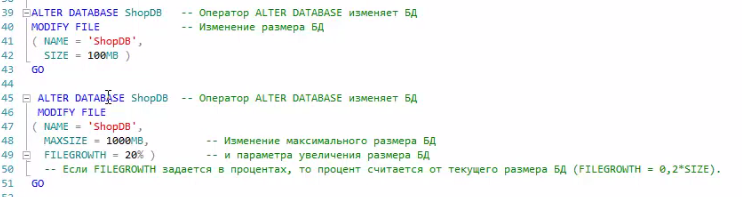 39 ALTER DATABASE ShopDB -- Оператор ALTER DATABASE изменяет БД
40 MODIFY FILE -- Изменение размера БД
41 ( NAME = 'ShopDB',
42 SIZE = 100MB )
43 GO
44
45 ALTER DATABASE ShopDB -- Оператор ALTER DATABASE изменяет БД
46 MODIFY FILE
47 ( NAME = 'ShopDB',
48 MAXSIZE = 1000MB, -- Изменение максимального размера БД
49 FILEGROWTH = 20% ) -- и параметра увеличения размера БД
50 -- Если FILEGROWTH задается в процентах, то процент считается от текущего размера БД (FILEGROWTH = 0,2*SIZE).
51 GO